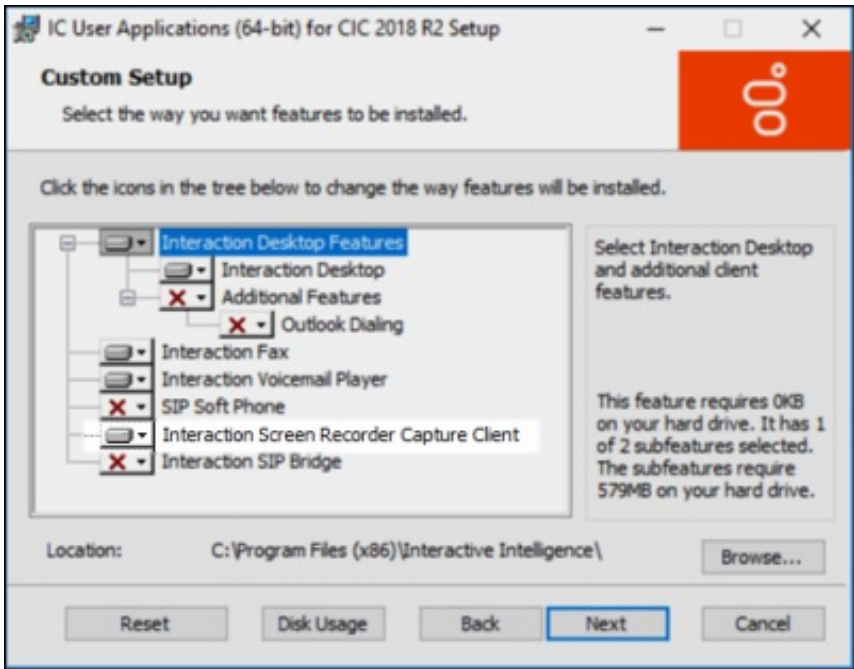 IC User Applications (64-bit) for CIC 2018 R2 Setup
Custom Setup
Select the way you want features to be installed.
Click the icons in the tree below to change the way features will be installed.
Interaction Desktop Features
Interaction Desktop
Additional Features
Outlook Dialing
Interaction Fax
Interaction Voicemail Player
SIP Soft Phone
Interaction Screen Recorder Capture Client
Interaction SIP Bridge
Select Interaction Desktop
and additional client
features.
This feature requires 0KB
on your hard drive. It has 1
of 2 subfeatures selected.
The subfeatures require
579MB on your hard drive.
Location: C:\Program Files (x86)\Interactive Intelligence\
Browse...
Reset Disk Usage Back Next Cancel